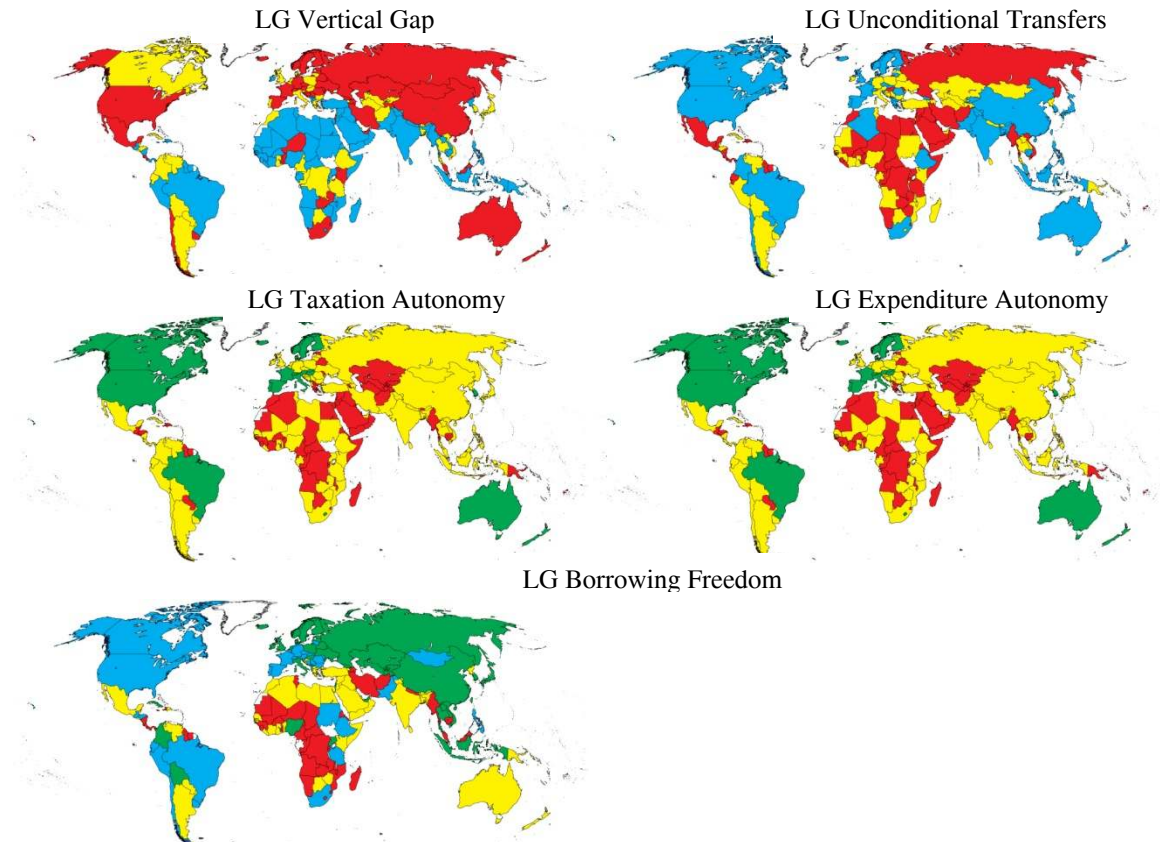 LG Vertical Gap
LG Unconditional Transfers
LG Taxation Autonomy
LG Expenditure Autonomy
LG Borrowing Freedom